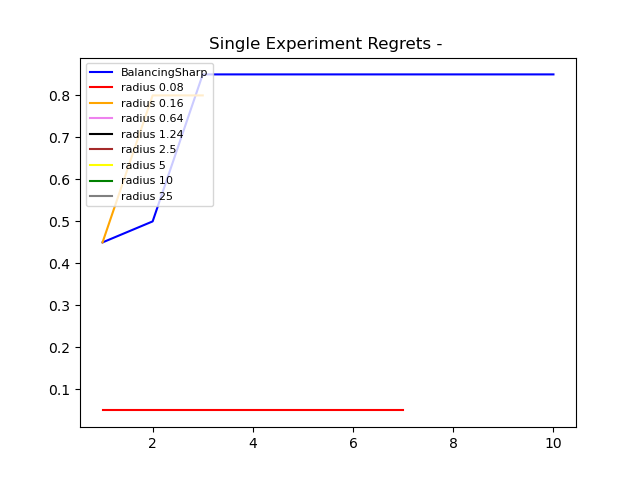 Single Experiment Regrets -
BalancingSharp
radius 0.08
radius 0.16
radius 0.64
radius 1.24
radius 2.5
radius 5
radius 10
radius 25
0.8
0.7
0.6
0.5
0.4
0.3
0.2
0.1
2 4 6 8 10